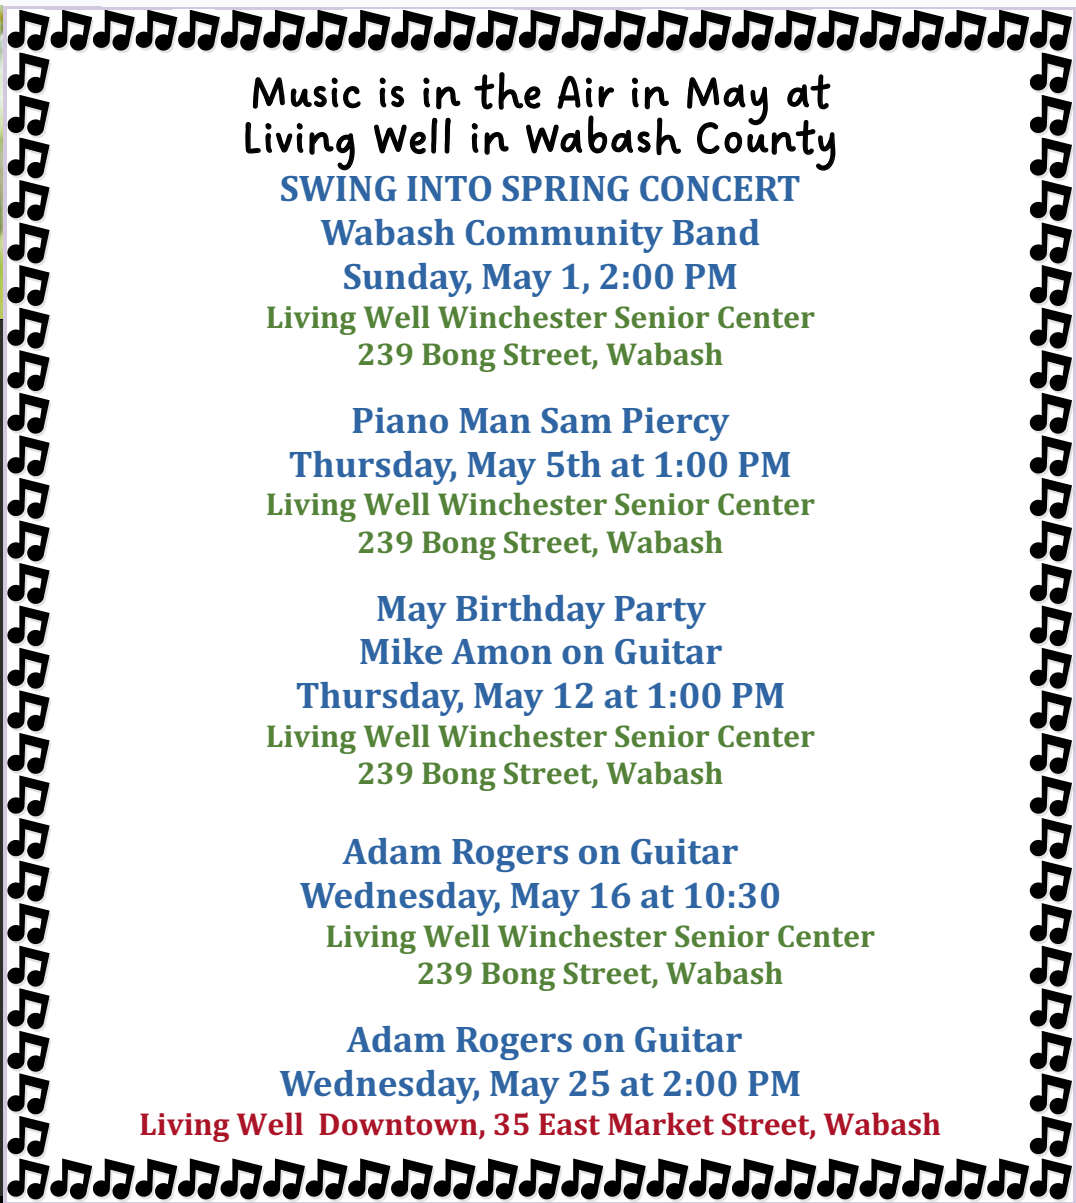 Music is in the Air in May at
Living Well in Wabash County
SWING INTO SPRING CONCERT
Wabash Community Band
Sunday, May 1, 2:00 PM
Living Well Winchester Senior Center
239 Bong Street, Wabash
Piano Man Sam Piercy
Thursday, May 5th at 1:00 PM
Living Well Winchester Senior Center
239 Bong Street, Wabash
May Birthday Party
Mike Amon on Guitar
Thursday, May 12 at 1:00 PM
Living Well Winchester Senior Center
239 Bong Street, Wabash
Adam Rogers on Guitar
Wednesday, May 16 at 10:30
Living Well Winchester Senior Center
239 Bong Street, Wabash
Adam Rogers on Guitar
Wednesday, May 25 at 2:00 PM
Living Well  Downtown, 35 East Market Street, Wabash